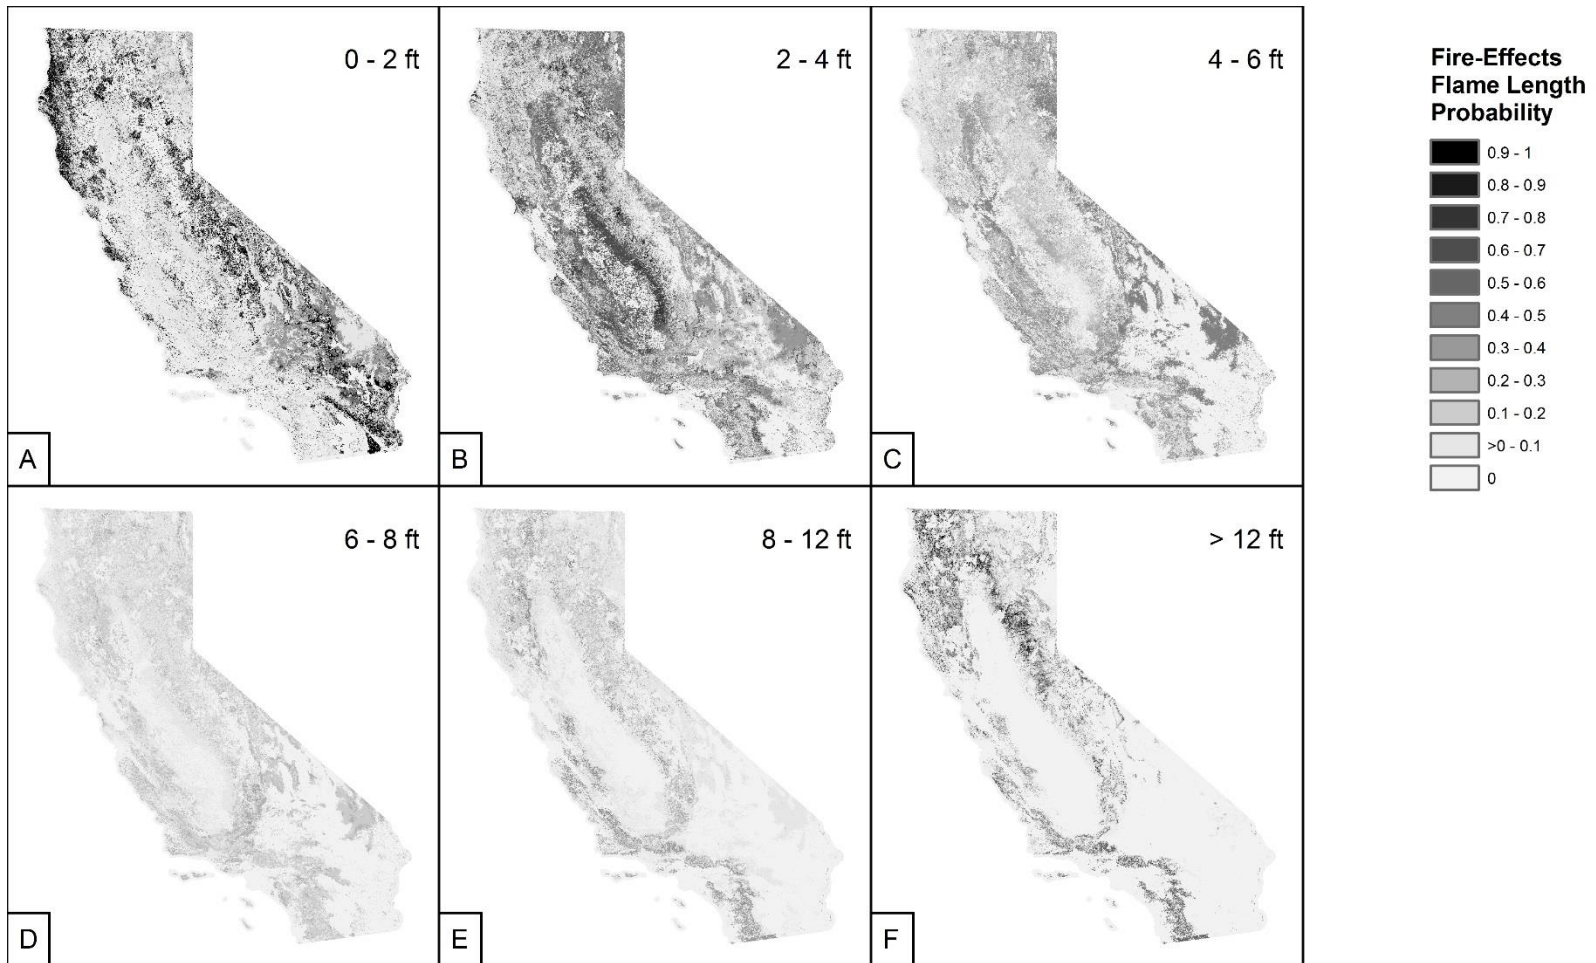 0 - 2 ft
2 - 4 ft
4 - 6 ft
A
B
C
6 - 8 ft
8 - 12 ft
> 12 ft
D
E
F
Fire-Effects
Flame Length
Probability
0.9 - 1
0.8 - 0.9
0.7 - 0.8
0.6 - 0.7
0.5 - 0.6
0.4 - 0.5
0.3 - 0.4
0.2 - 0.3
0.1 - 0.2
>0 - 0.1
0